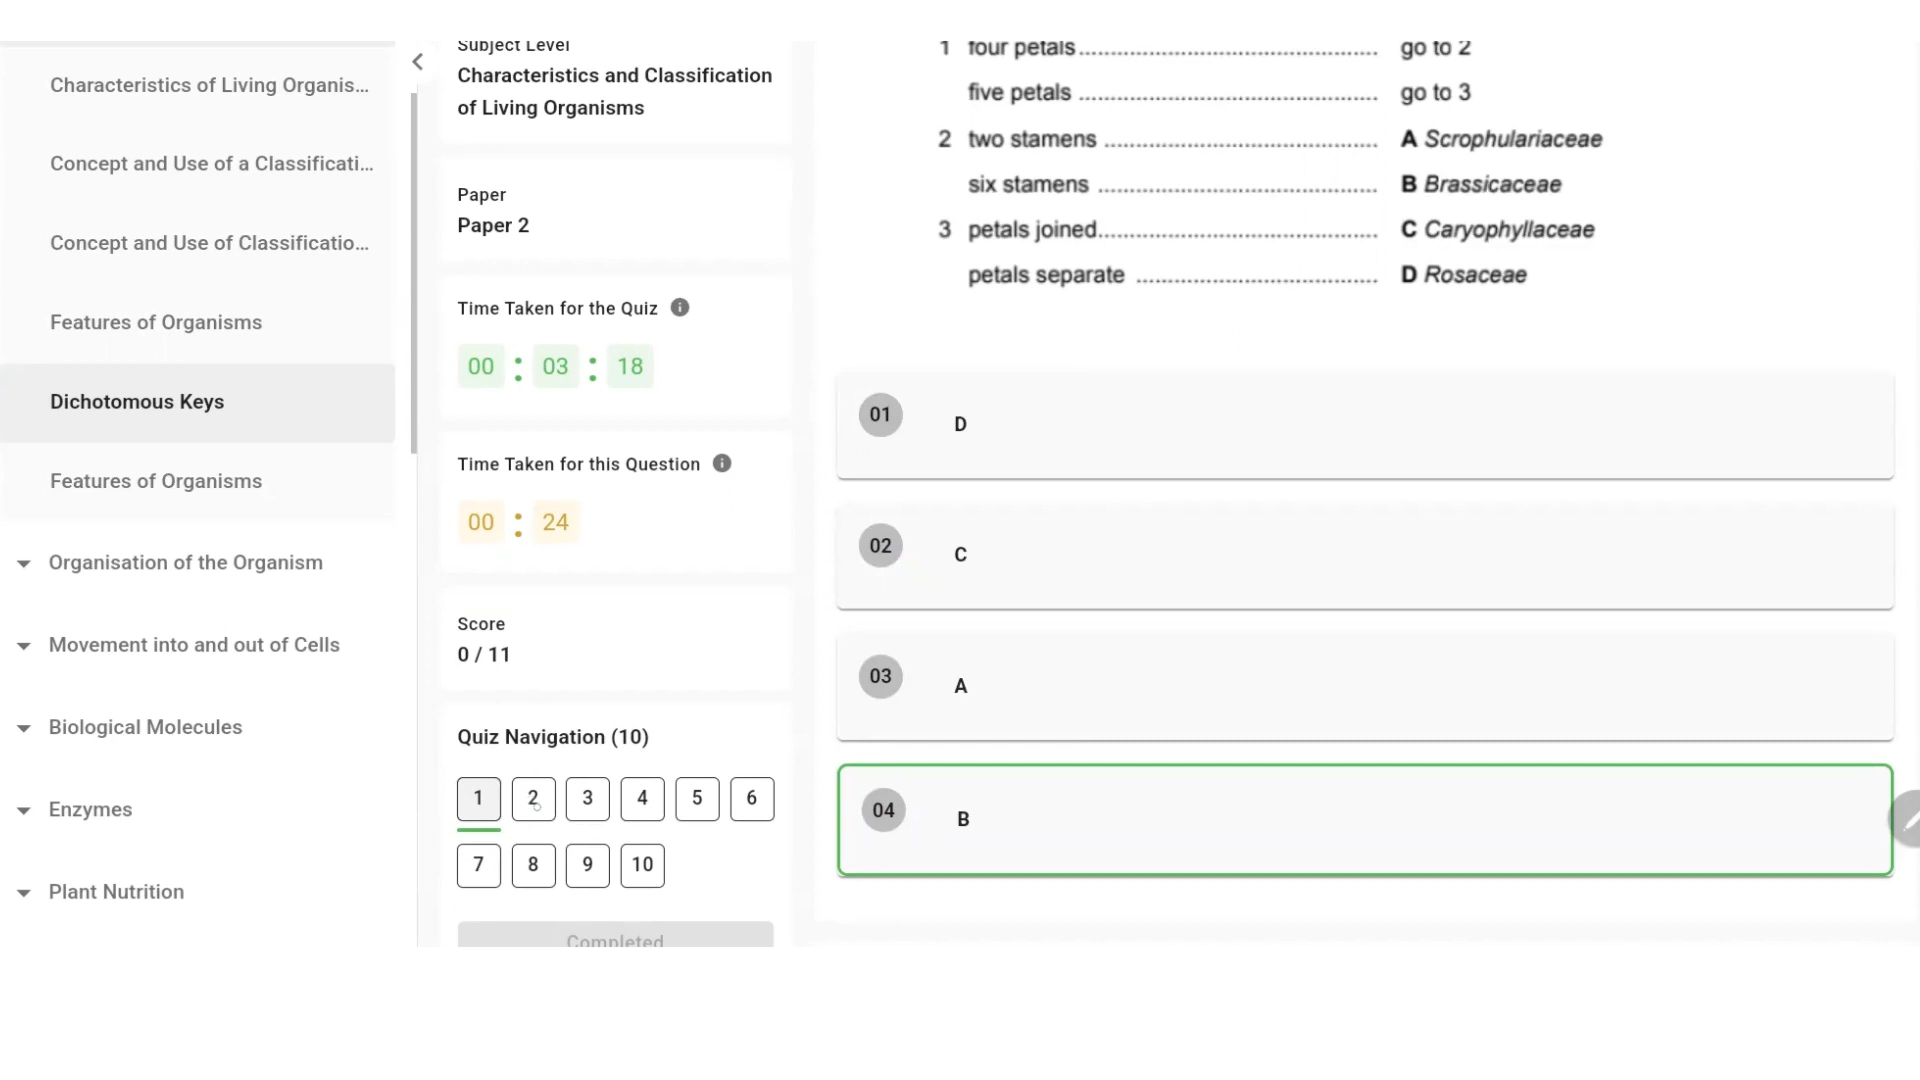 Characteristics of Living Organis...
Concept and Use of a Classificati...
Concept and Use of Classificatio...
Features of Organisms
Dichotomous Keys
Features of Organisms
Organisation of the Organism
Movement into and out of Cells
Biological Molecules
Enzymes
Plant Nutrition
Subject Level
Characteristics and Classification
of Living Organisms
Paper
Paper 2
Time Taken for the Quiz
00 : 03 : 18
Time Taken for this Question
00 : 24
Score
0 / 11
Quiz Navigation (10)
1 2 3 4 5 6
7 8 9 10
Completed
1 four petals.................................................. go to 2
five petals .................................................. go to 3
2 two stamens ............................................. A Scrophulariaceae
six stamens .............................................. B Brassicaceae
3 petals joined.............................................. C Caryophyllaceae
petals separate ........................................ D Rosaceae
01 D
02 C
03 A
04 B